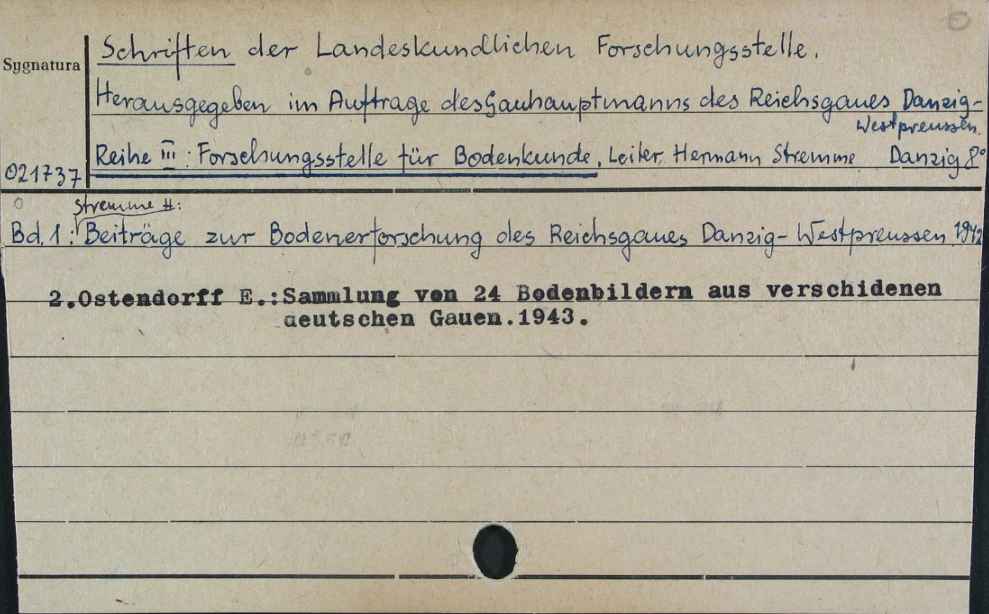 Schriften der Landeskundlichen Forschungsstelle.
Sygnatura
Herausgegeben im Auftrage des Gauhauptmanns des Reichsgaues Danzig-
Westpreussen.
Reihe III: Forschungsstelle für Bodenkunde, Leiter Hermann Stremme Danzig 8°
021737
Stremme H:
Bd. 1: Beiträge zur Bodenerforschung des Reichsgaues Danzig-Westpreussen 1942
2.Ostendorff E.:Sammlung von 24 Bodenbildern aus verschidenen
deutschen Gauen.1943.